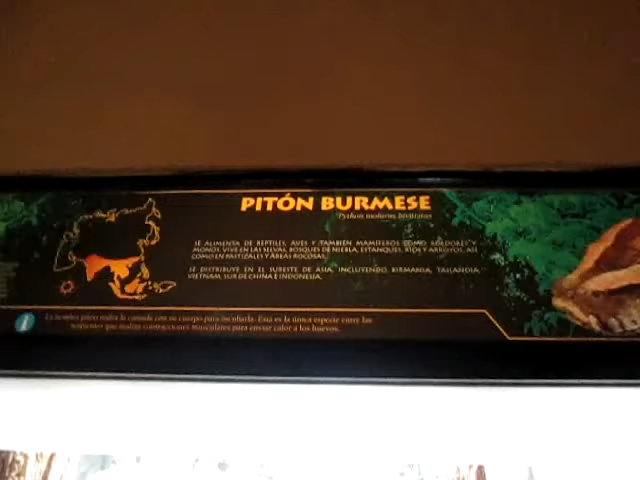 PITÓN BURMESE
Python molurus bivittatus
SE ALIMENTA DE REPTILES, AVES Y TAMBIÉN MAMÍFEROS COMO ROEDORES Y
MONOS. VIVE EN LAS SELVAS, BOSQUES DE NIEBLA, ESTANQUES, RÍOS Y ARROYOS, ASÍ
COMO EN PASTIZALES Y ÁREAS ROCOSAS.
SE DISTRIBUYE EN EL SURESTE DE ASIA, INCLUYENDO BIRMANIA, TAILANDIA,
VIETNAM, SUR DE CHINA E INDONESIA.
i
La hembra pitón rodea la camada con su cuerpo para incubarla. Ésta es la única especie entre las
serpientes que realiza contracciones musculares para enviar calor a los huevos.